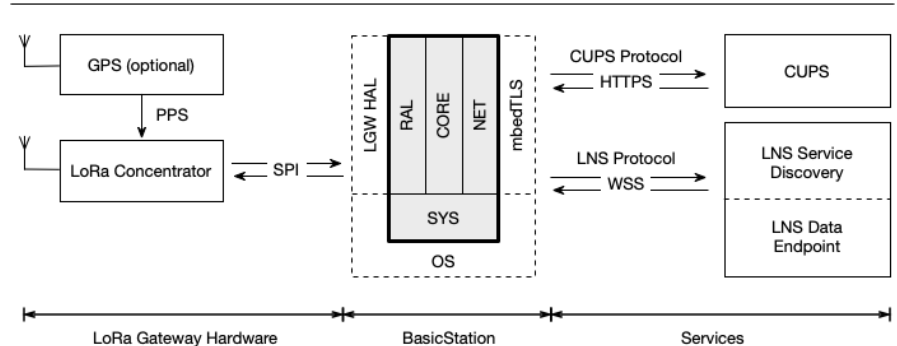 GPS (optional)
PPS
LoRa Concentrator
SPI
LGW HAL
RAL
CORE
NET
mbedTLS
SYS
OS
CUPS Protocol
HTTPS
CUPS
LNS Protocol
WSS
LNS Service
Discovery
LNS Data
Endpoint
LoRa Gateway Hardware
BasicStation
Services